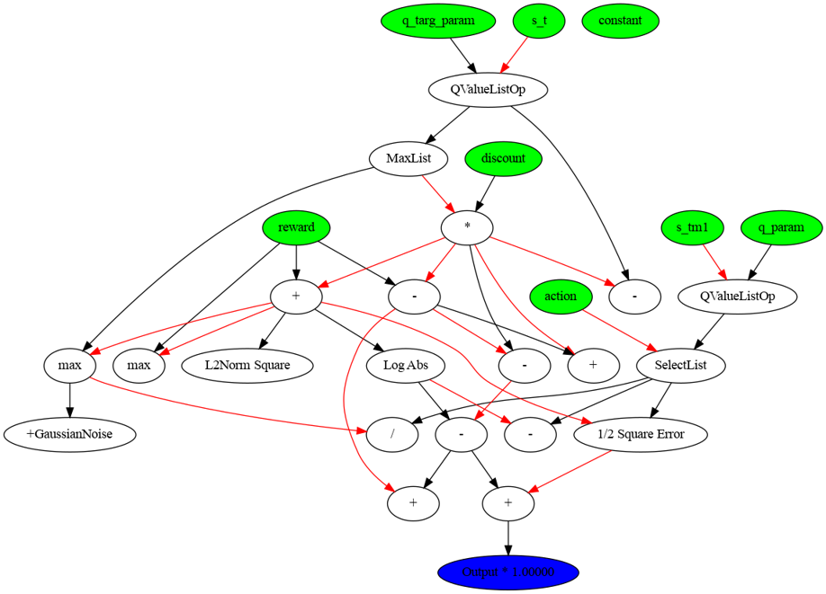 q_targ_param
s_t
constant
QValueListOp
MaxList
discount
reward
*
s_tm1
q_param
+
-
action
-
QValueListOp
max
max
L2Norm Square
Log Abs
-
+
SelectList
+GaussianNoise
/
-
-
1/2 Square Error
+
+
Output * 1.00000